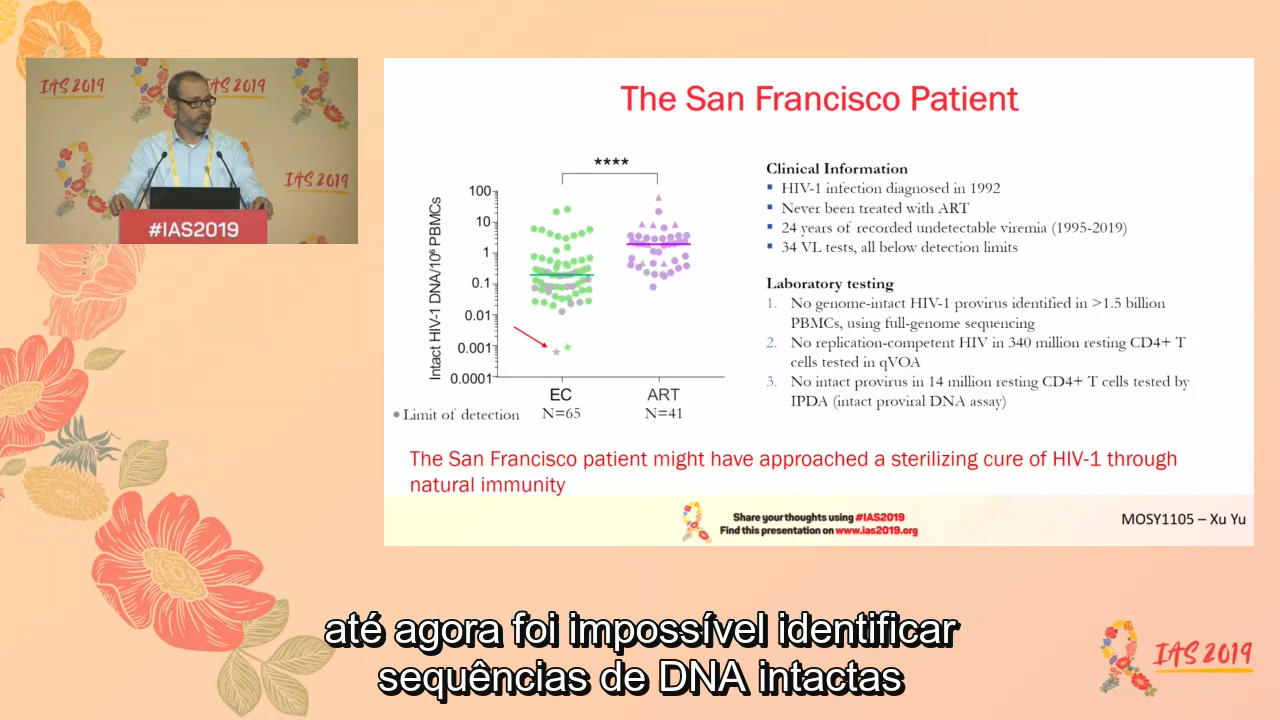 IAS 2019
AS 2019
IAS 2019
#IAS2019
The San Francisco Patient
****
Intact HIV-1 DNA/10⁶ PBMCs
100
10
1
0.1
0.01
0.001
0.0001
EC
ART
Limit of detection
N=65
N=41
Clinical Information
▪ HIV-1 infection diagnosed in 1992
▪ Never been treated with ART
▪ 24 years of recorded undetectable viremia (1995-2019)
▪ 34 VL tests, all below detection limits
Laboratory testing
1. No genome-intact HIV-1 provirus identified in >1.5 billion
PBMCs, using full-genome sequencing
2. No replication-competent HIV in 340 million resting CD4+ T
cells tested in qVOA
3. No intact provirus in 14 million resting CD4+ T cells tested by
IPDA (intact proviral DNA assay)
The San Francisco patient might have approached a sterilizing cure of HIV-1 through
natural immunity
Share your thoughts using #IAS2019
Find this presentation on www.ias2019.org
MOSY1105 – Xu Yu
até agora foi impossível identificar
sequências de DNA intactas
IAS 2019